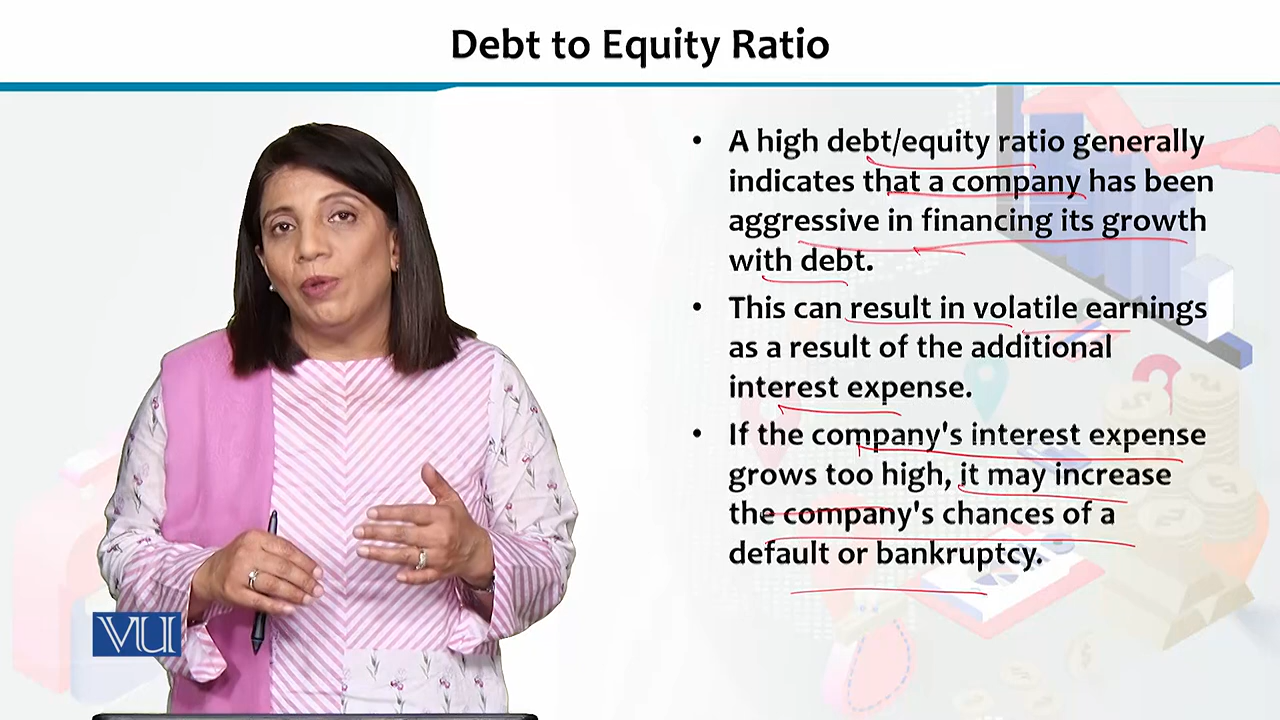 Debt to Equity Ratio
• A high debt/equity ratio generally
indicates that a company has been
aggressive in financing its growth
with debt.
• This can result in volatile earnings
as a result of the additional
interest expense.
• If the company's interest expense
grows too high, it may increase
the company's chances of a
default or bankruptcy.
VU